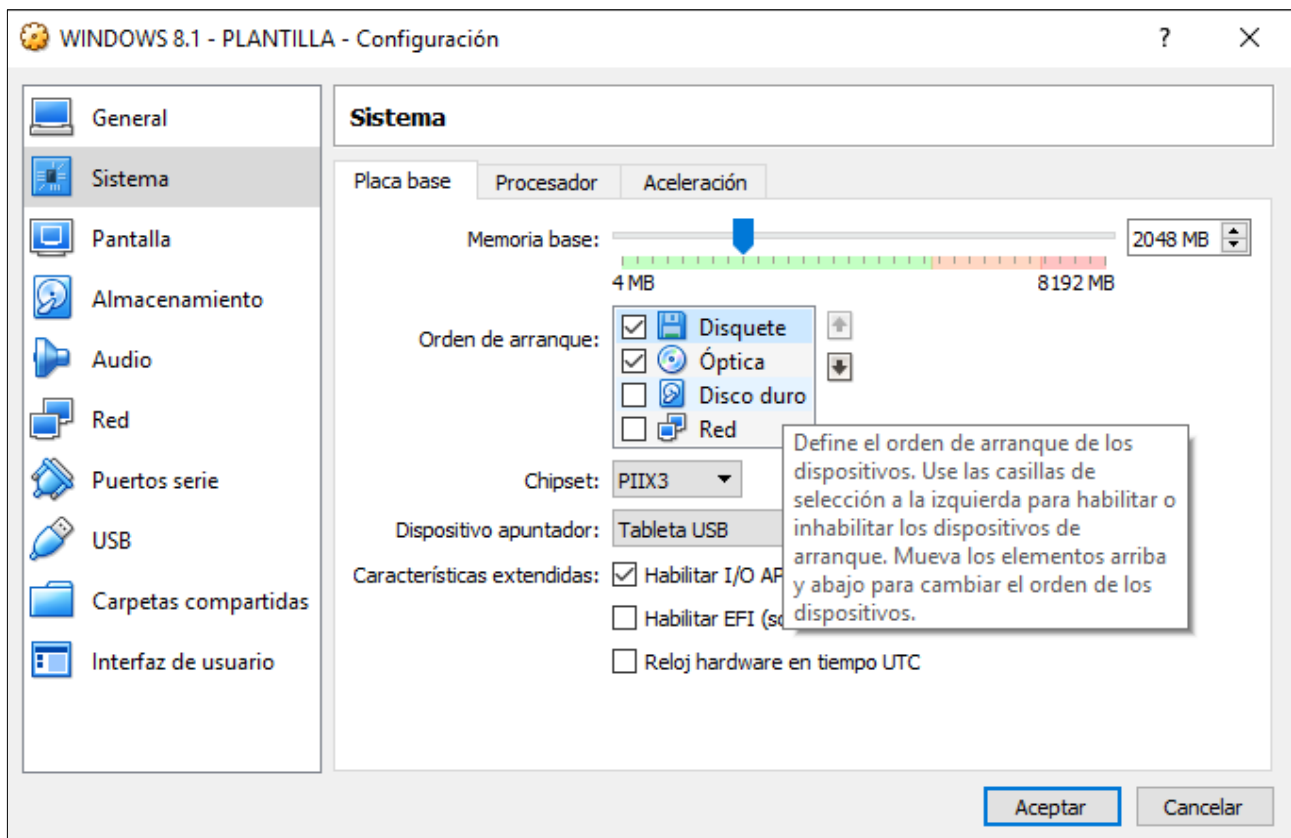 WINDOWS 8.1 - PLANTILLA - Configuración
?
General
Sistema
Pantalla
Almacenamiento
Audio
Red
Puertos serie
USB
Carpetas compartidas
Interfaz de usuario
Sistema
Placa base
Procesador
Aceleración
Memoria base:
2048 MB
4 MB
8192 MB
Orden de arranque:
Disquete
Óptica
Disco duro
Red
Define el orden de arranque de los
dispositivos. Use las casillas de
selección a la izquierda para habilitar o
inhabilitar los dispositivos de
arranque. Mueva los elementos arriba
y abajo para cambiar el orden de los
dispositivos.
Chipset:
PIIX3
Dispositivo apuntador:
Tableta USB
Características extendidas:
Habilitar I/O AP
Habilitar EFI (so
Reloj hardware en tiempo UTC
Aceptar
Cancelar